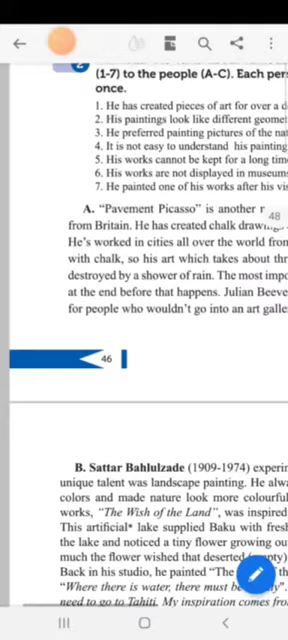 2
(1-7) to the people (A-C). Each per
once.
1. He has created pieces of art for over a d
2. His paintings look like different geomet
3. He preferred painting pictures of the nat
4. It is not easy to understand his painting
5. His works cannot be kept for a long tim
6. His works are not displayed in museums
7. He painted one of his works after his vis
A. “Pavement Picasso” is another r
48
from Britain. He has created chalk draw
He’s worked in cities all over the world from
with chalk, so his art which takes about thr
destroyed by a shower of rain. The most impo
at the end before that happens. Julian Beeve
for people who wouldn’t go into an art galle
46
B. Sattar Bahlulzade (1909-1974) experin
unique talent was landscape painting. He alwa
colors and made nature look more colourful
works, “The Wish of the Land”, was inspired
This artificial* lake supplied Baku with fresh
the lake and noticed a tiny flower growing ou
much the flower wished that deserted (empty)
Back in his studio, he painted “The of th
“Where there is water, there must be y”.
need to go to Tahiti. My inspiration comes fro